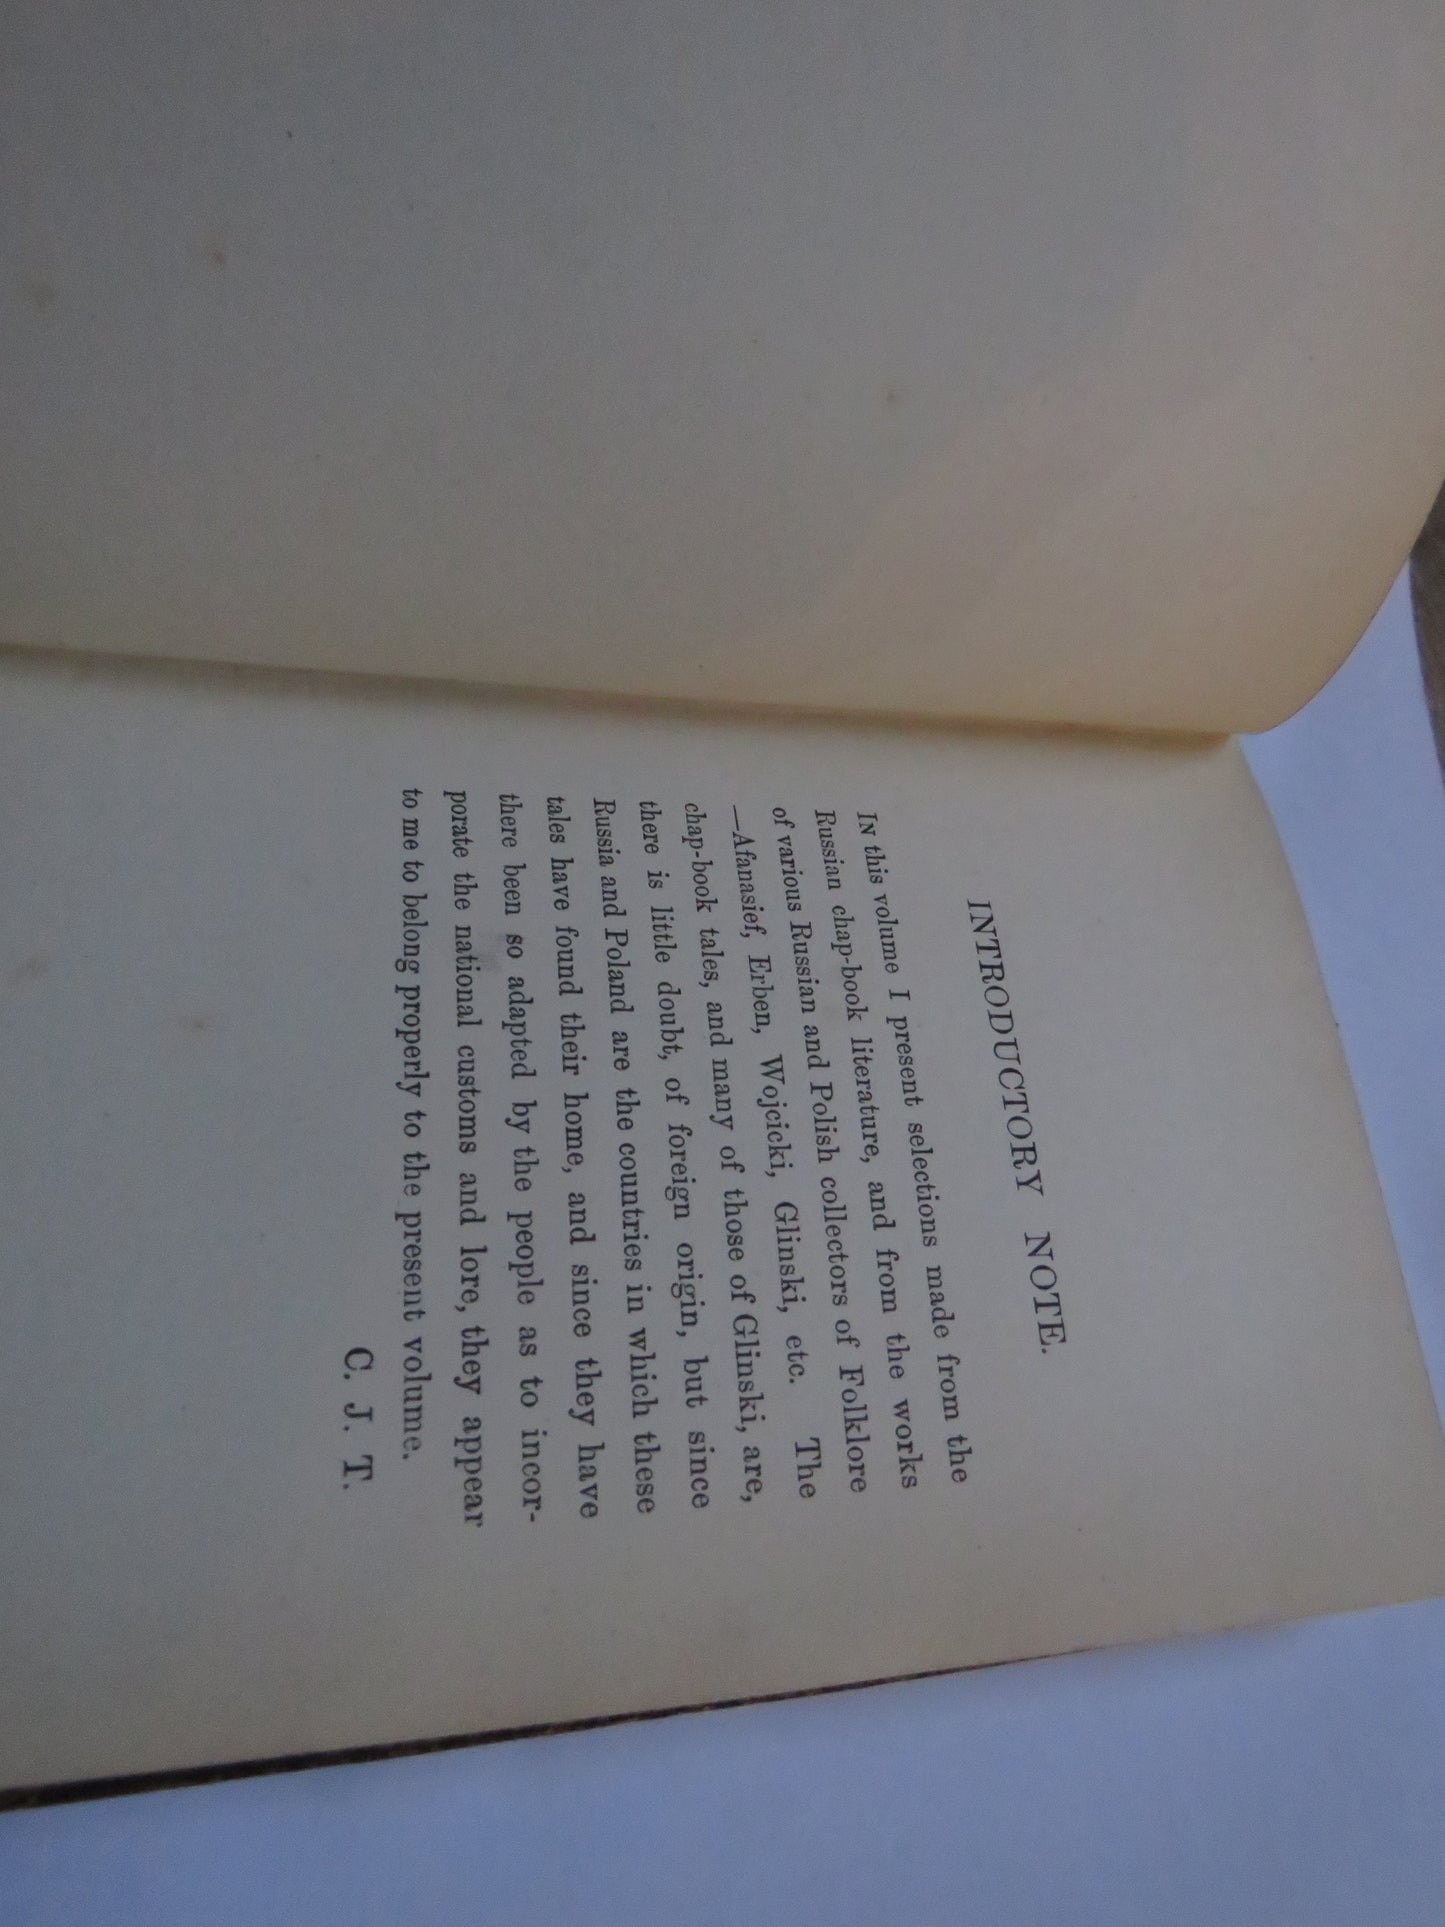 INTRODUCTORY NOTE.
In this volume I present selections made from the
Russian chap-book literature, and from the works
of various Russian and Polish collectors of Folklore
—Afanasief, Erben, Wojcicki, Glinski, etc. The
chap-book tales, and many of those of Glinski, are,
there is little doubt, of foreign origin, but since
Russia and Poland are the countries in which these
tales have found their home, and since they have
there been so adapted by the people as to incor-
porate the national customs and lore, they appear
to me to belong properly to the present volume.
C. J. T.